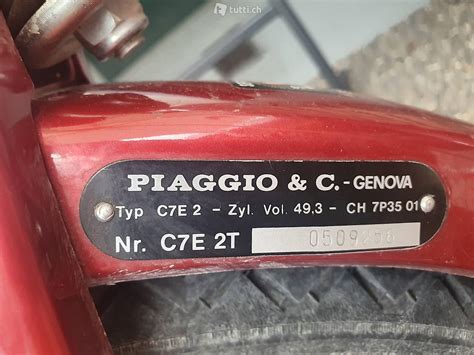 tutti.ch
PIAGGIO & C.-GENOVA
Typ C7E 2 - Zyl. Vol. 49.3 - CH 7P35 01
Nr. C7E 2T